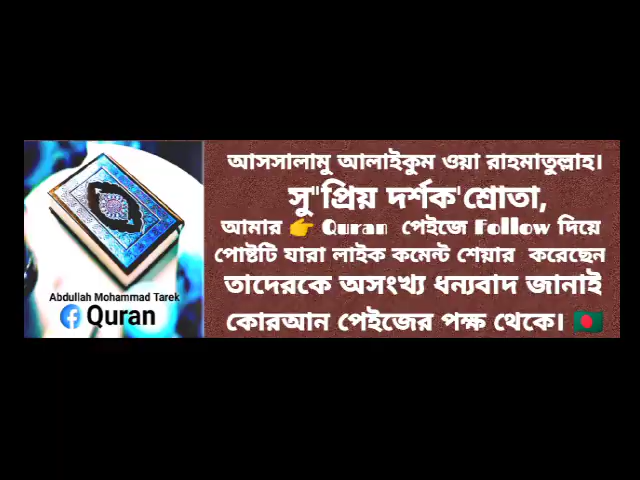 আসসালামু আলাইকুম ওয়া রাহমাতুল্লাহ।
সু"প্রিয় দর্শক'শ্রোতা,
আমার 👉 Quran পেইজে Follow দিয়ে
পোষ্টটি যারা লাইক কমেন্ট শেয়ার করেছেন
তাদেরকে অসংখ্য ধন্যবাদ জানাই
কোরআন পেইজের পক্ষ থেকে। 🇧🇩
Abdullah Mohammad Tarek
Quran